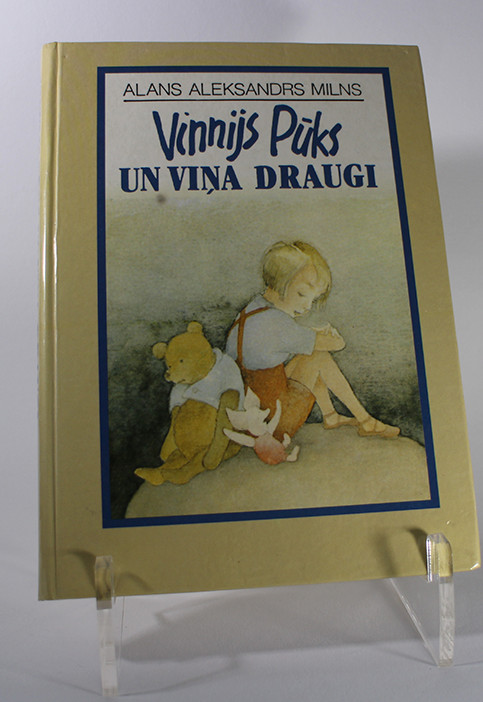 ALANS ALEKSANDRS MILNS
Vinnijs Pūks
UN VIŅA DRAUGI